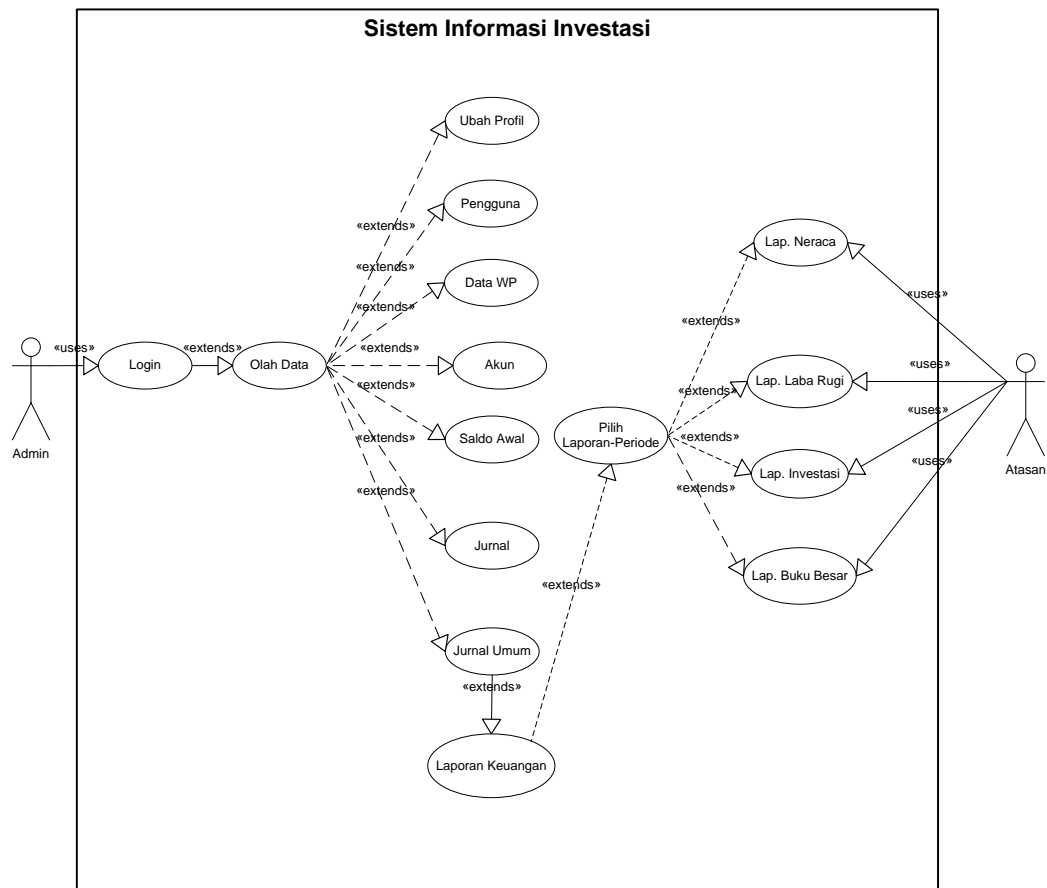 Sistem Informasi Investasi
Ubah Profil
Pengguna
«extends»
Lap. Neraca
«extends»
Data WP
«uses»
«extends»
«extends»
«uses»
«extends»
«extends»
Login
Olah Data
Akun
«uses»
Lap. Laba Rugi
«extends»
«uses»
Pilih
Laporan-Periode
«extends»
Saldo Awal
«extends»
«uses»
Admin
Lap. Investasi
Atasan
«extends»
«extends»
Jurnal
Lap. Buku Besar
«extends»
Jurnal Umum
«extends»
Laporan Keuangan